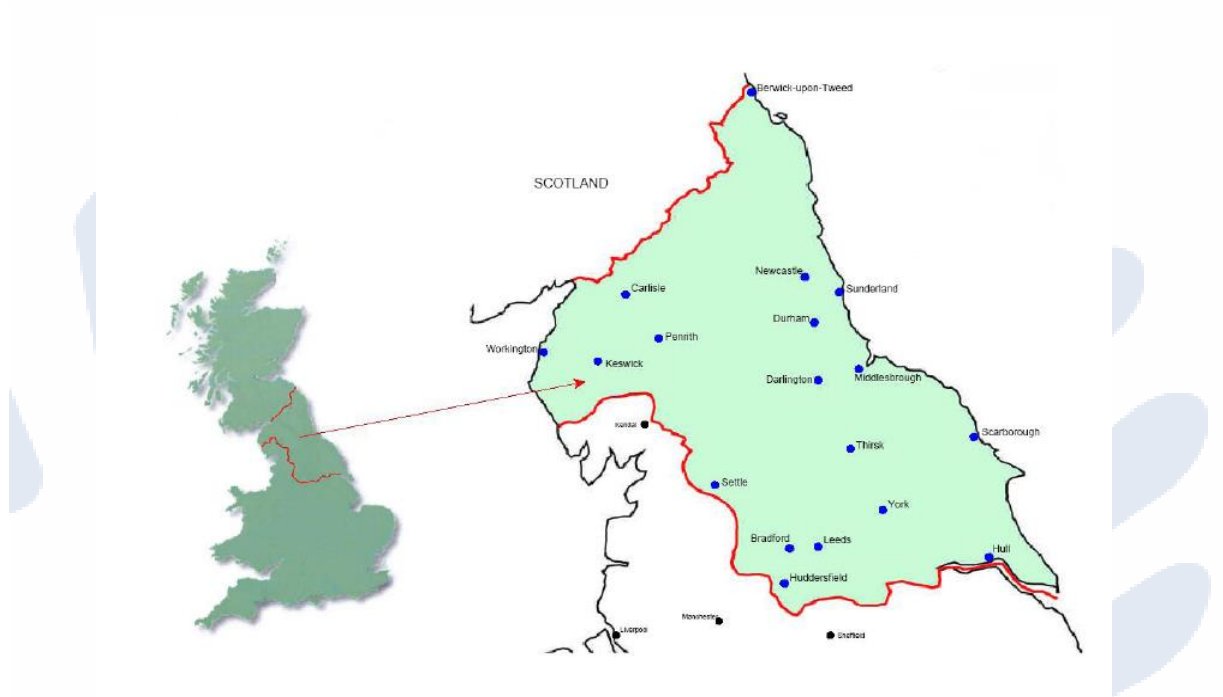 Berwick-upon-Tweed
SCOTLAND
Newcastle
Carlisle
Sunderland
Durham
Penrith
Workington
Keswick
Darlington
Middlesbrough
Kendal
Scarborough
Thirsk
Settle
York
Bradford
Leeds
Hull
Huddersfield
Manchester
Liverpool
Sheffield